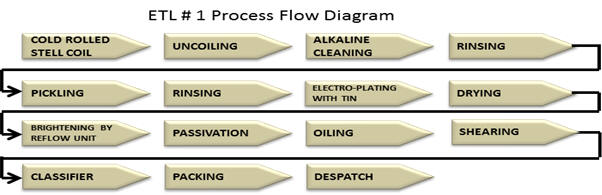 ETL # 1 Process Flow Diagram
COLD ROLLED
STELL COIL
UNCOILING
ALKALINE
CLEANING
RINSING
PICKLING
RINSING
ELECTRO-PLATING
WITH TIN
DRYING
BRIGHTENING BY
REFLOW UNIT
PASSIVATION
OILING
SHEARING
CLASSIFIER
PACKING
DESPATCH